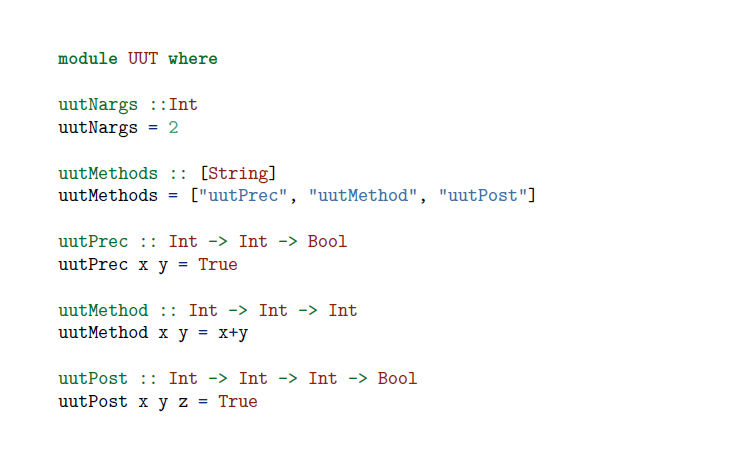 module UUT where
uutNargs ::Int
uutNargs = 2
uutMethods :: [String]
uutMethods = ["uutPrec", "uutMethod", "uutPost"]
uutPrec :: Int -> Int -> Bool
uutPrec x y = True
uutMethod :: Int -> Int -> Int
uutMethod x y = x+y
uutPost :: Int -> Int -> Int -> Bool
uutPost x y z = True